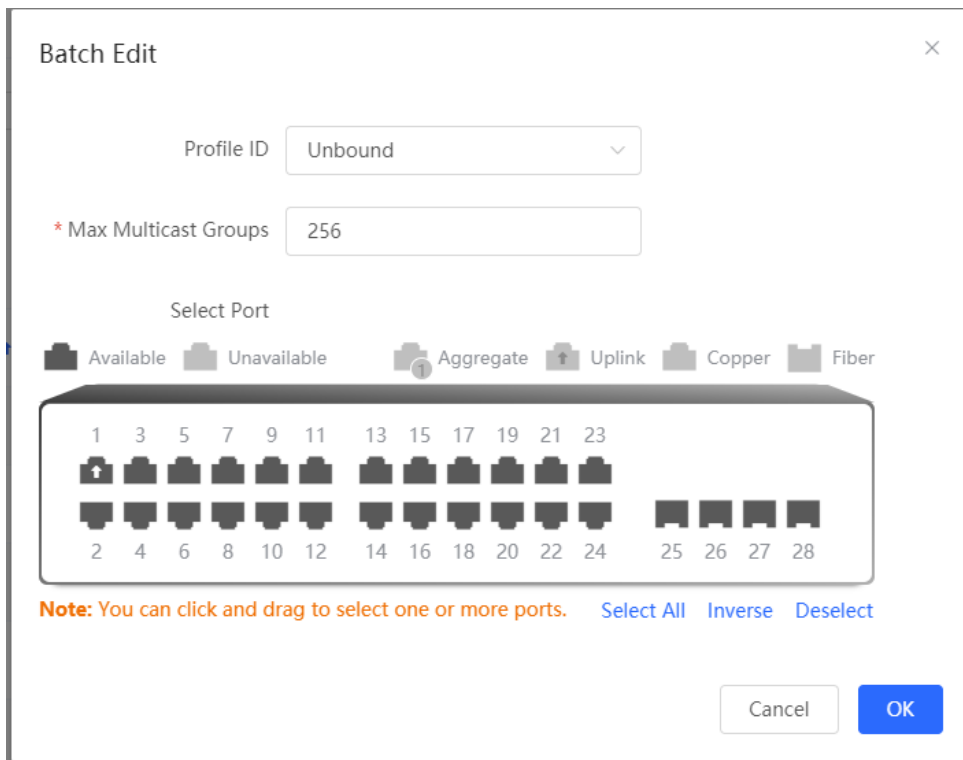 Batch Edit
Profile ID Unbound
* Max Multicast Groups 256
Select Port
Available Unavailable 1 Aggregate Uplink Copper Fiber
1 3 5 7 9 11 13 15 17 19 21 23
2 4 6 8 10 12 14 16 18 20 22 24 25 26 27 28
Note: You can click and drag to select one or more ports. Select All Inverse Deselect
Cancel OK